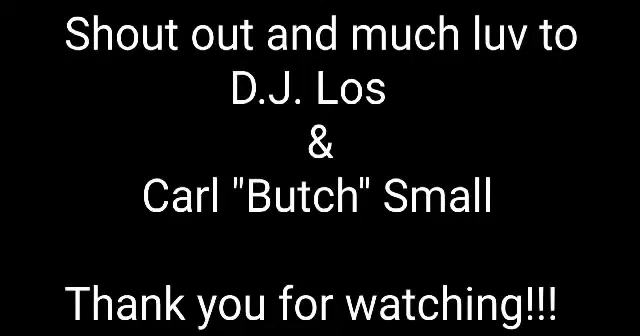 Shout out and much luv to
D.J. Los
&
Carl "Butch" Small
Thank you for watching!!!